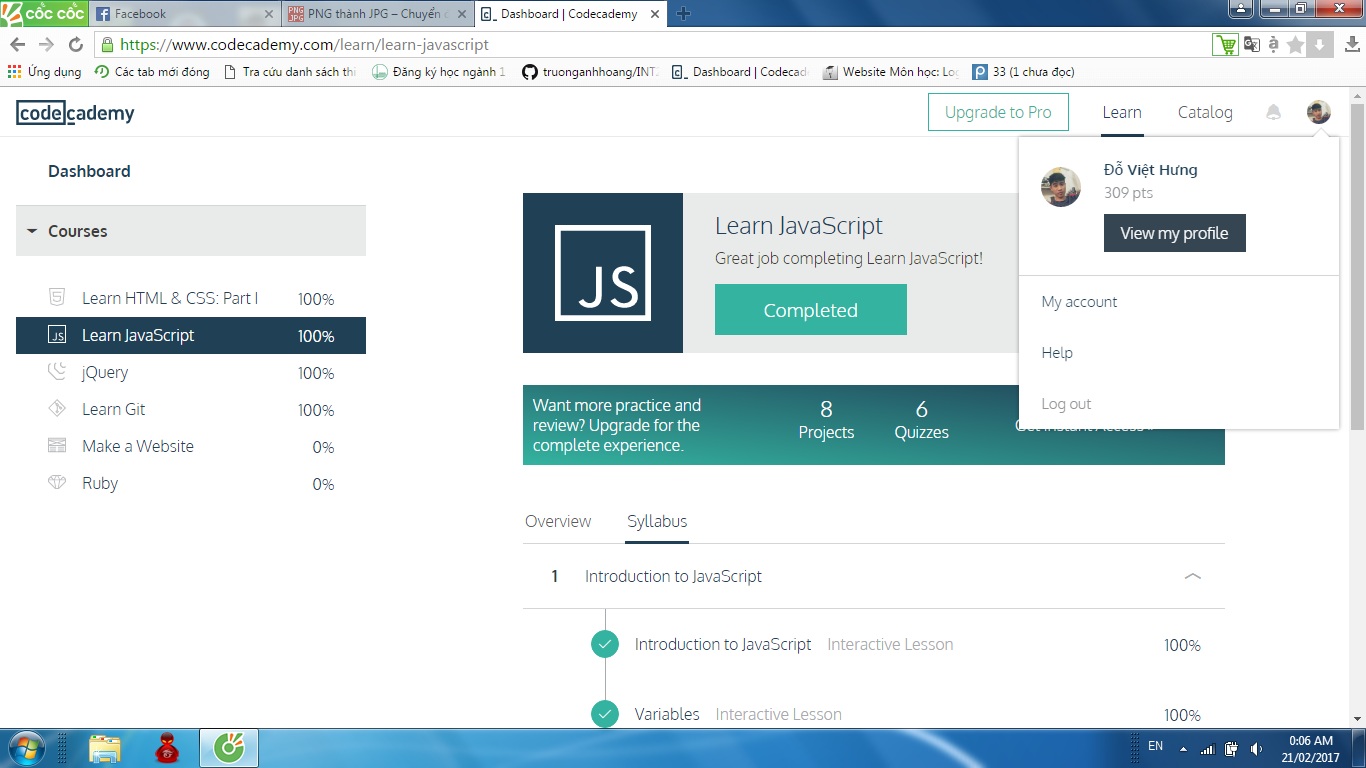 CỐC CỐC
Facebook
PNG thành JPG – Chuyển
Dashboard | Codecademy
https://www.codecademy.com/learn/learn-javascript
Ứng dụng
Các tab mới đóng
Tra cứu danh sách thi
Đăng ký học ngành 1
truonganhhoang/INT
Dashboard | Codecad
Website Môn học: Lo
33 (1 chưa đọc)
codecademy
Upgrade to Pro
Learn
Catalog
Dashboard
Đỗ Việt Hưng
309 pts
View my profile
My account
Help
Log out
Courses
Learn HTML & CSS: Part I 100%
JS Learn JavaScript 100%
jQuery 100%
Learn Git 100%
Make a Website 0%
Ruby 0%
JS
Learn JavaScript
Great job completing Learn JavaScript!
Completed
Want more practice and
review? Upgrade for the
complete experience.
8
Projects
6
Quizzes
Overview
Syllabus
1 Introduction to JavaScript
Introduction to JavaScript Interactive Lesson 100%
Variables Interactive Lesson 100%
EN
0:06 AM
21/02/2017